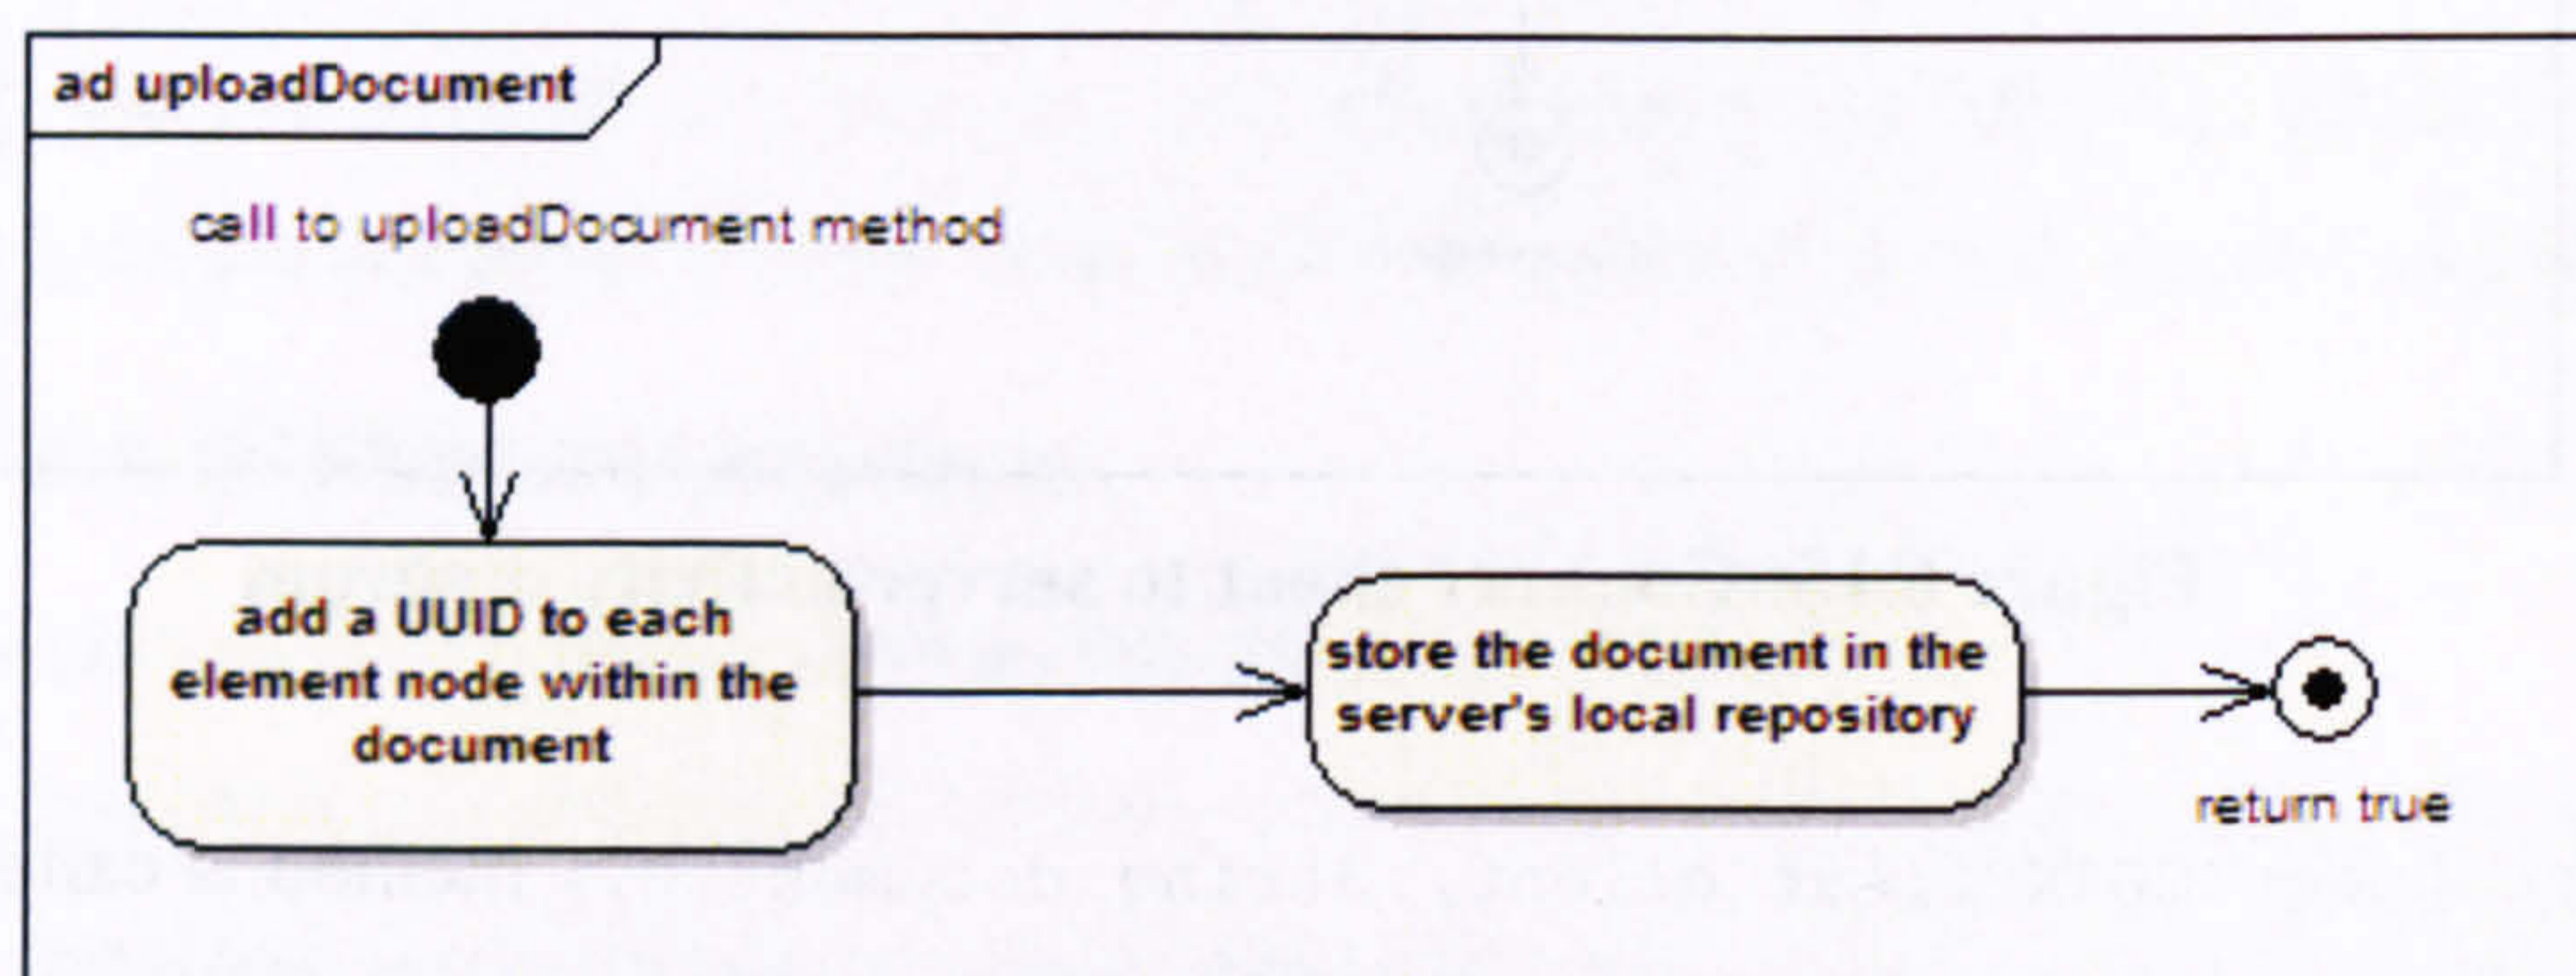 ad uploadDocument
call to uploadDocument method
add a UUID to each
element node within the
document
store the document in the
server's local repository
return true